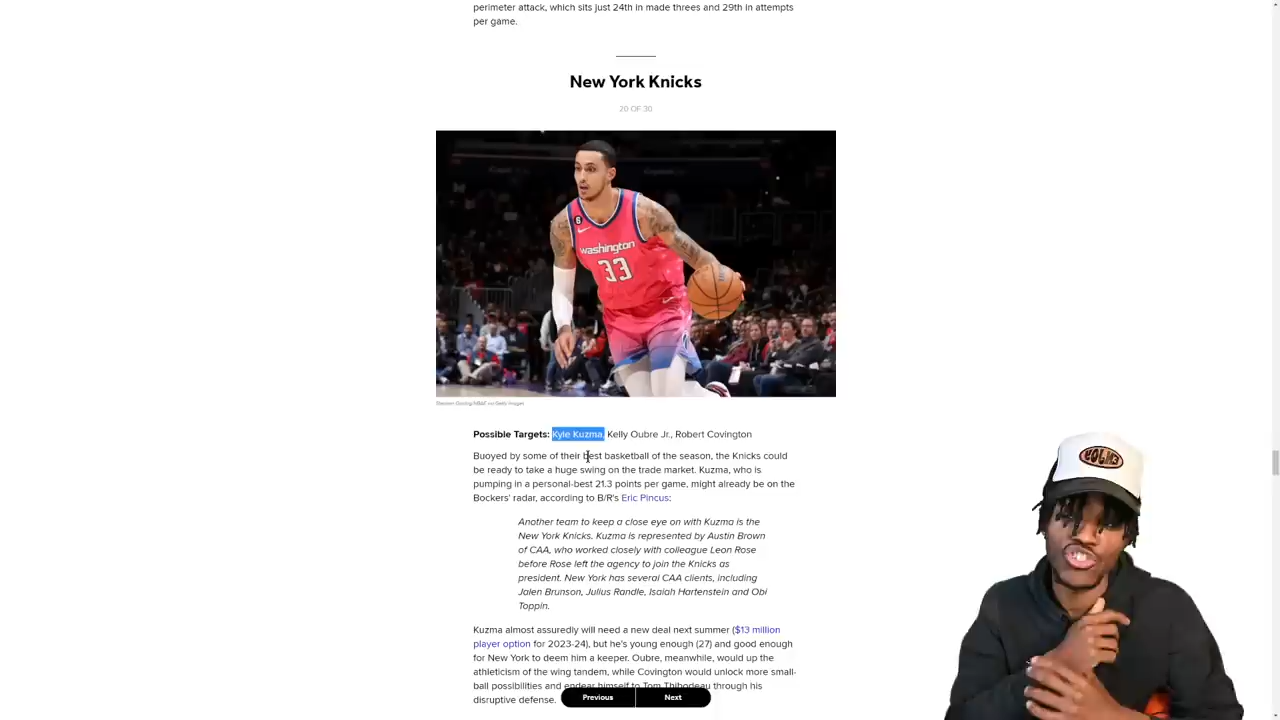 perimeter attack, which sits just 24th in made threes and 29th in attempts
per game.
New York Knicks
20 OF 30
6
washington
33
Possible Targets: Kyle Kuzma, Kelly Oubre Jr., Robert Covington
Buoyed by some of their best basketball of the season, the Knicks could
be ready to take a huge swing on the trade market. Kuzma, who is
pumping in a personal-best 21.3 points per game, might already be on the
Bockers' radar, according to B/R's Eric Pincus:
Another team to keep a close eye on with Kuzma is the
New York Knicks. Kuzma is represented by Austin Brown
of CAA, who worked closely with colleague Leon Rose
before Rose left the agency to join the Knicks as
president. New York has several CAA clients, including
Jalen Brunson, Julius Randle, Isaiah Hartenstein and Obi
Toppin.
Kuzma almost assuredly will need a new deal next summer ($13 million
player option for 2023-24), but he's young enough (27) and good enough
for New York to deem him a keeper. Oubre, meanwhile, would up the
athleticism of the wing tandem, while Covington would unlock more small-
ball possibilities and endear himself to Tom Thibodeau through his
disruptive defense.
Previous
Next